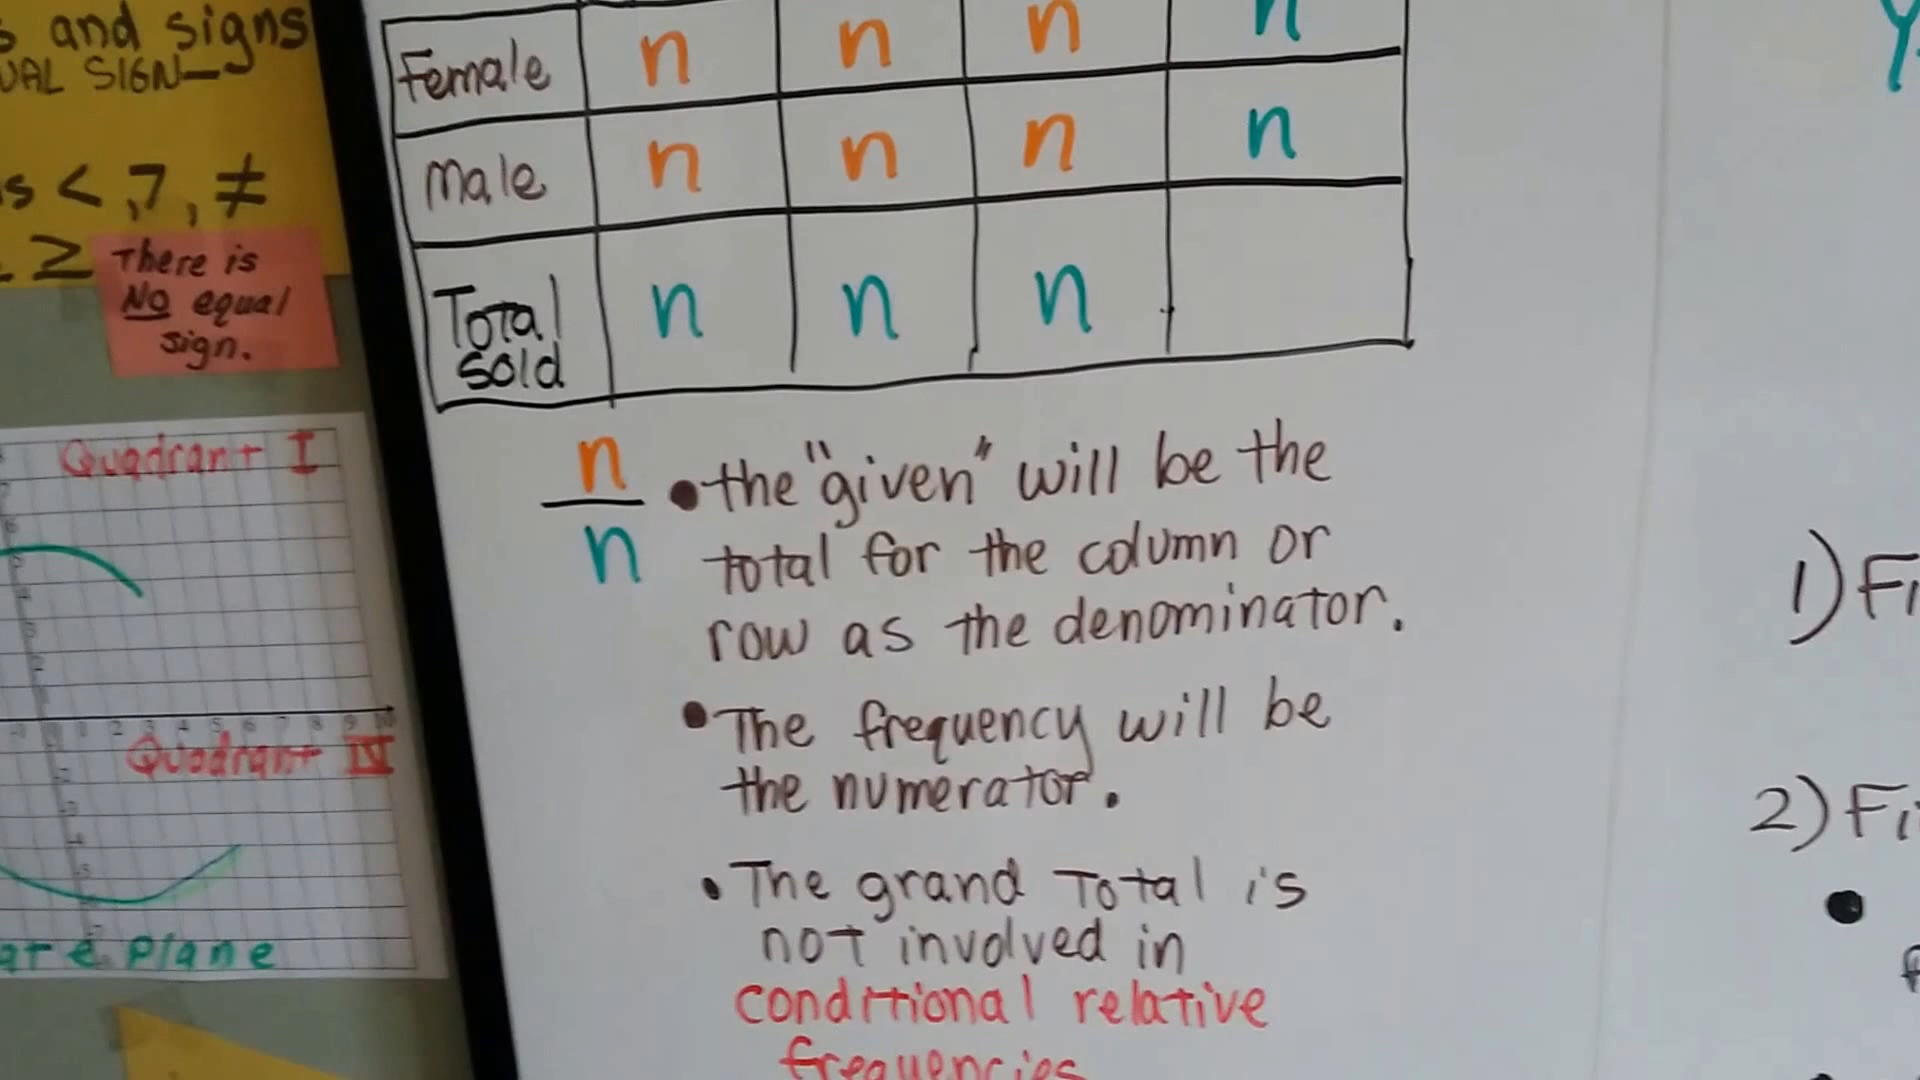 and signs
UAL SIGN
s < , 7 , ≠
≥
There is
NO equal
sign.
Quadrant I
Quadrant IV
Plane
Female n n n n
Male n n n n
Total
sold n n n
n
n
• the "given" will be the
total for the column or
row as the denominator.
• The frequency will be
the numerator.
• The grand Total is
not involved in
conditional relative
frequencies
1) Fi
2) Fi